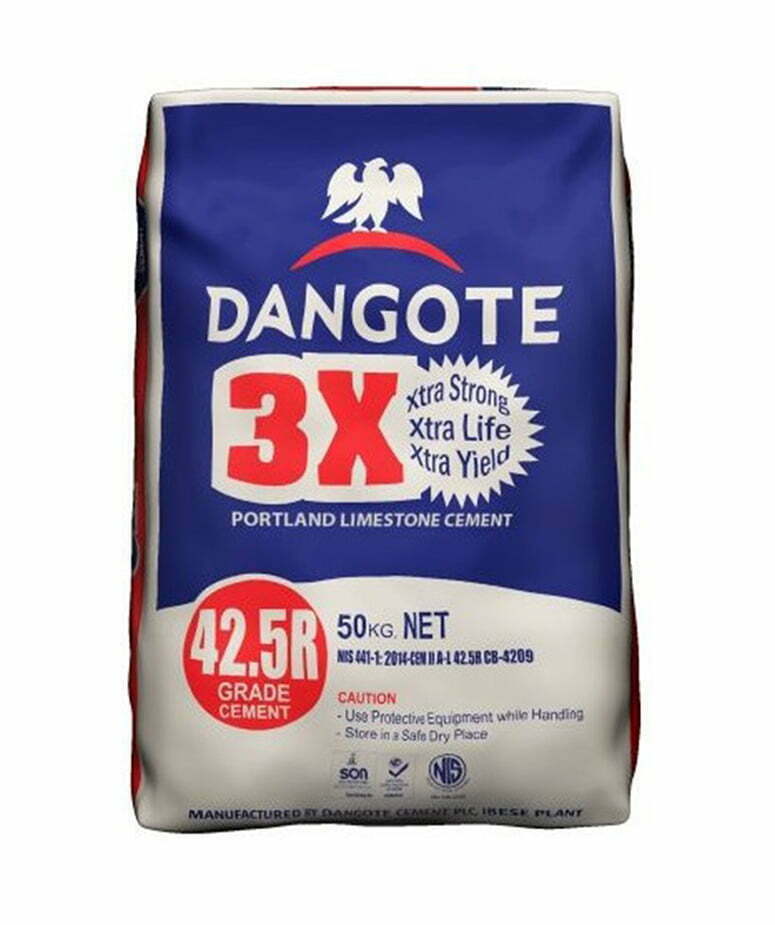 DANGOTE
3X
Xtra Strong
Xtra Life
Xtra Yield
PORTLAND LIMESTONE CEMENT
42.5R
GRADE
CEMENT
50KG. NET
NIS 441-1: 2014-CEM II A-L 42.5R CB-4209
CAUTION
- Use Protective Equipment while Handling
- Store in a Safe Dry Place
SON
NIS
MANUFACTURED BY DANGOTE CEMENT PLC, IBESE PLANT